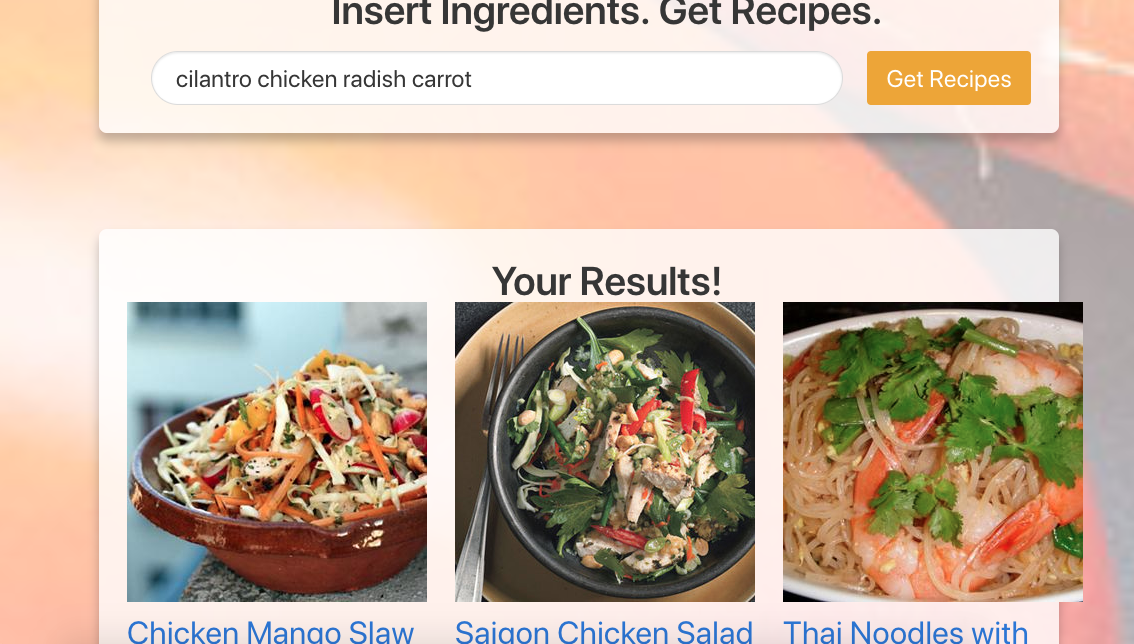 Insert Ingredients. Get Recipes.
cilantro chicken radish carrot
Get Recipes
Your Results!
Chicken Mango Slaw
Saigon Chicken Salad
Thai Noodles with